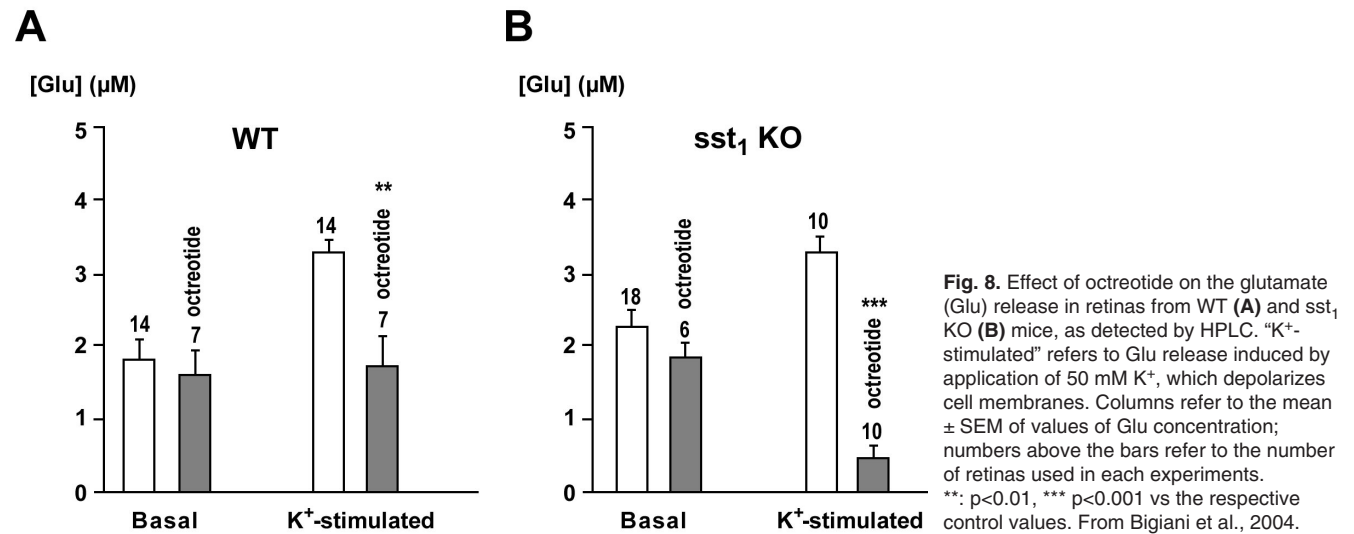 A
[Glu] (µM)
WT
5
4
3
2
1
0
14
7
octreotide
14
7
octreotide
**
Basal
K⁺-stimulated
B
[Glu] (µM)
sst₁ KO
5
4
3
2
1
0
18
6
octreotide
10
10
octreotide
***
Basal
K⁺-stimulated
Fig. 8. Effect of octreotide on the glutamate
(Glu) release in retinas from WT (A) and sst₁
KO (B) mice, as detected by HPLC. “K⁺-
stimulated” refers to Glu release induced by
application of 50 mM K⁺, which depolarizes
cell membranes. Columns refer to the mean
± SEM of values of Glu concentration;
numbers above the bars refer to the number
of retinas used in each experiments.
**: p<0.01, *** p<0.001 vs the respective
control values. From Bigiani et al., 2004.